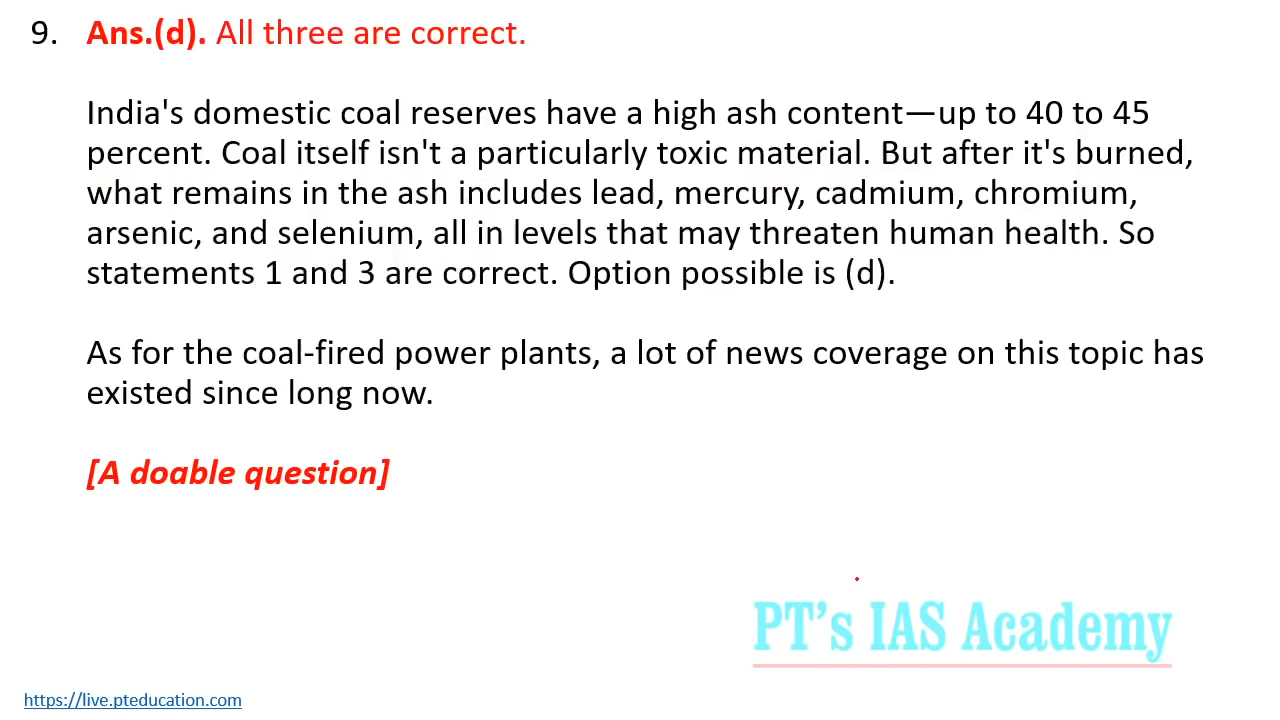 9. Ans.(d). All three are correct.
India's domestic coal reserves have a high ash content—up to 40 to 45
percent. Coal itself isn't a particularly toxic material. But after it's burned,
what remains in the ash includes lead, mercury, cadmium, chromium,
arsenic, and selenium, all in levels that may threaten human health. So
statements 1 and 3 are correct. Option possible is (d).
As for the coal-fired power plants, a lot of news coverage on this topic has
existed since long now.
[A doable question]
PT’s IAS Academy
https://live.pteducation.com